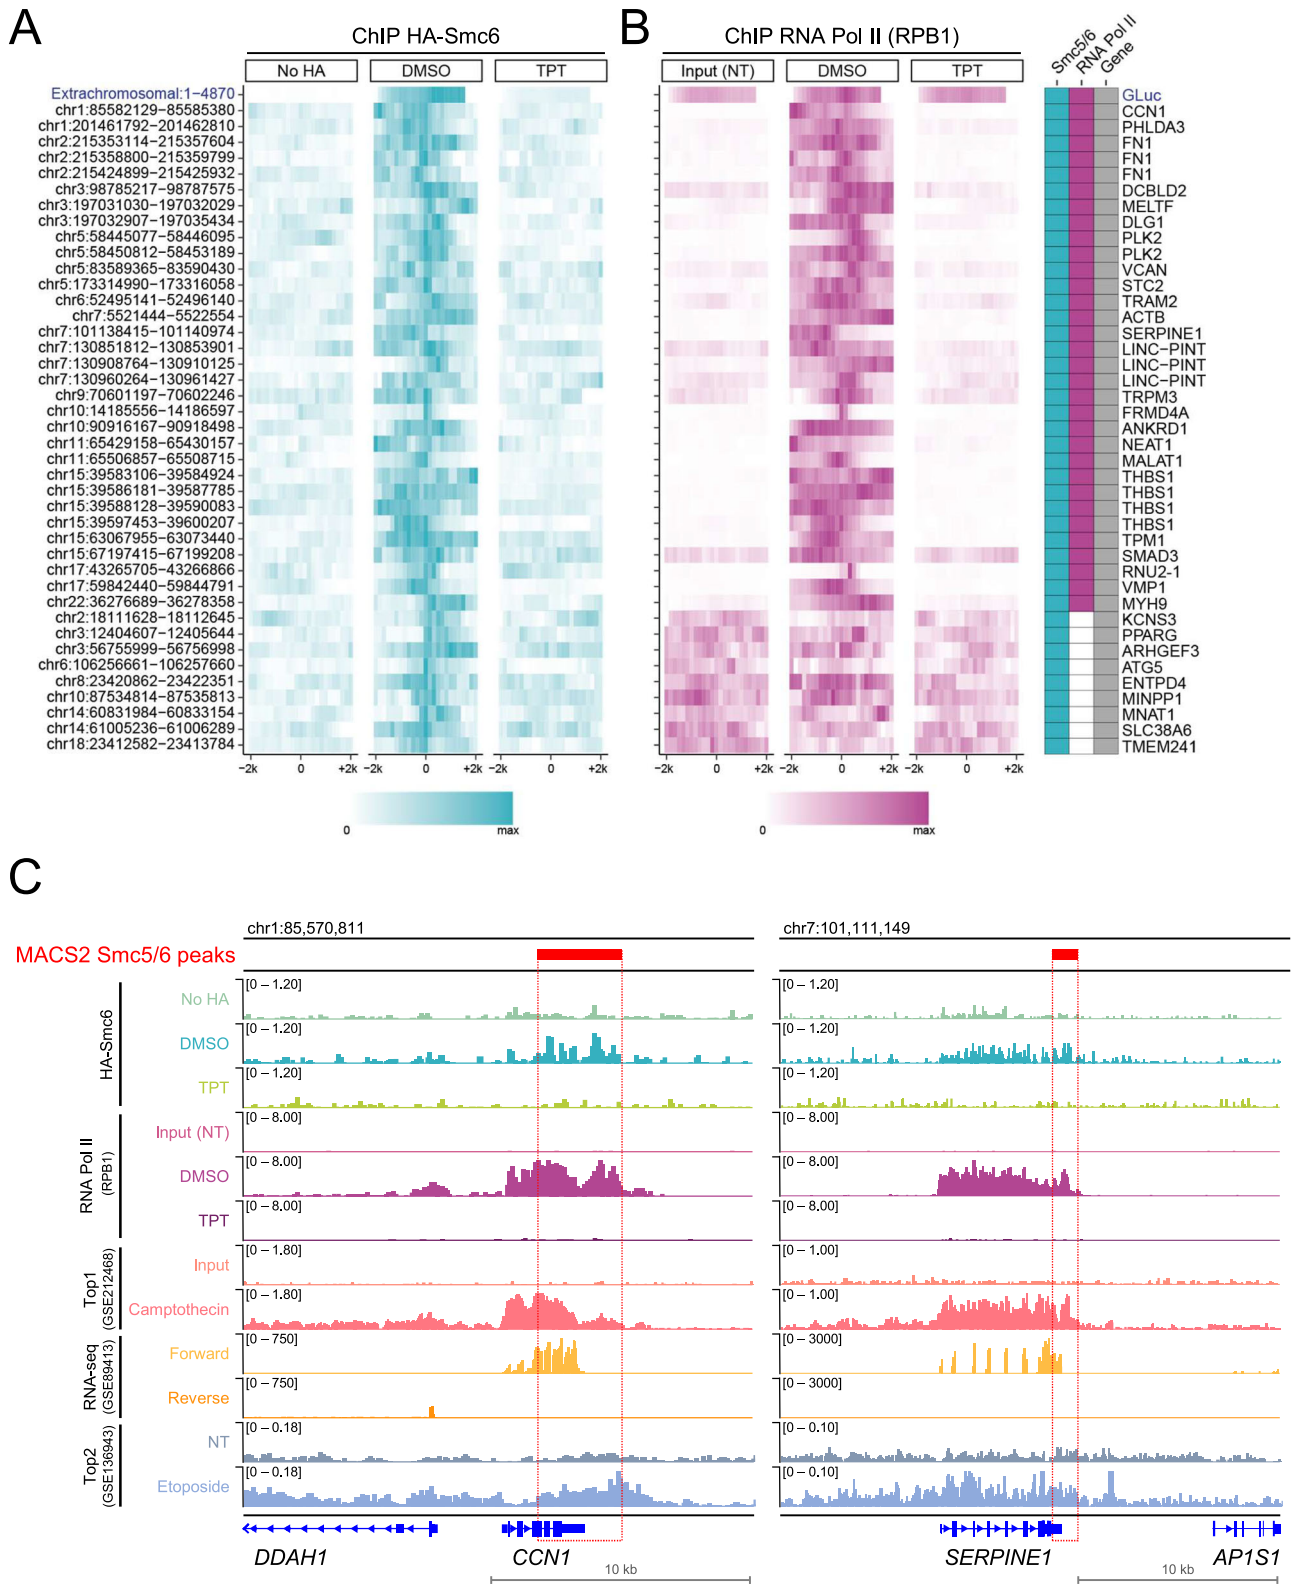 A
B
ChIP HA-Smc6
ChIP RNA Pol II (RPB1)
No HA
DMSO
TPT
Input (NT)
DMSO
TPT
Smc5/6
RNA Pol II
Gene
Extrachromosomal:1−4870
chr1:85582129−85585380
chr1:201461792−201462810
chr2:215353114−215357604
chr2:215358800−215359799
chr2:215424899−215425932
chr3:98785217−98787575
chr3:197031030−197032029
chr3:197032907−197035434
chr5:58445077−58446095
chr5:58450812−58453189
chr5:83589365−83590430
chr5:173314990−173316058
chr6:52495141−52496140
chr7:5521444−5522554
chr7:101138415−101140974
chr7:130851812−130853901
chr7:130908764−130910125
chr7:130960264−130961427
chr9:70601197−70602246
chr10:14185556−14186597
chr10:90916167−90918498
chr11:65429158−65430157
chr11:65506857−65508715
chr15:39583106−39584924
chr15:39586181−39587785
chr15:39588128−39590083
chr15:39597453−39600207
chr15:63067955−63073440
chr15:67197415−67199208
chr17:43265705−43266866
chr17:59842440−59844791
chr22:36276689−36278358
chr2:18111628−18112645
chr3:12404607−12405644
chr3:56755999−56756998
chr6:106256661−106257660
chr8:23420862−23422351
chr10:87534814−87535813
chr14:60831984−60833154
chr14:61005236−61006289
chr18:23412582−23413784
GLuc
CCN1
PHLDA3
FN1
FN1
FN1
DCBLD2
MELTF
DLG1
PLK2
PLK2
VCAN
STC2
TRAM2
ACTB
SERPINE1
LINC−PINT
LINC−PINT
LINC−PINT
TRPM3
FRMD4A
ANKRD1
NEAT1
MALAT1
THBS1
THBS1
THBS1
THBS1
TPM1
SMAD3
RNU2-1
VMP1
MYH9
KCNS3
PPARG
ARHGEF3
ATG5
ENTPD4
MINPP1
MNAT1
SLC38A6
TMEM241
−2k 0 +2k −2k 0 +2k 0 +2k
−2k 0 +2k −2k 0 +2k −2k 0 +2k
0 max
0 max
C
chr1:85,570,811
chr7:101,111,149
MACS2 Smc5/6 peaks
HA-Smc6
No HA
[0 – 1.20]
[0 – 1.20]
DMSO
[0 – 1.20]
[0 – 1.20]
TPT
[0 – 1.20]
[0 – 1.20]
RNA Pol II
(RPB1)
Input (NT)
[0 – 8.00]
[0 – 8.00]
DMSO
[0 – 8.00]
[0 – 8.00]
TPT
[0 – 8.00]
[0 – 8.00]
Top1
(GSE212468)
Input
[0 – 1.80]
[0 – 1.00]
Camptothecin
[0 – 1.80]
[0 – 1.00]
RNA-seq
(GSE89413)
Forward
[0 – 750]
[0 – 3000]
Reverse
[0 – 750]
[0 – 3000]
Top2
(GSE136943)
NT
[0 – 0.18]
[0 – 0.10]
Etoposide
[0 – 0.18]
[0 – 0.10]
DDAH1
CCN1
SERPINE1
AP1S1
10 kb
10 kb